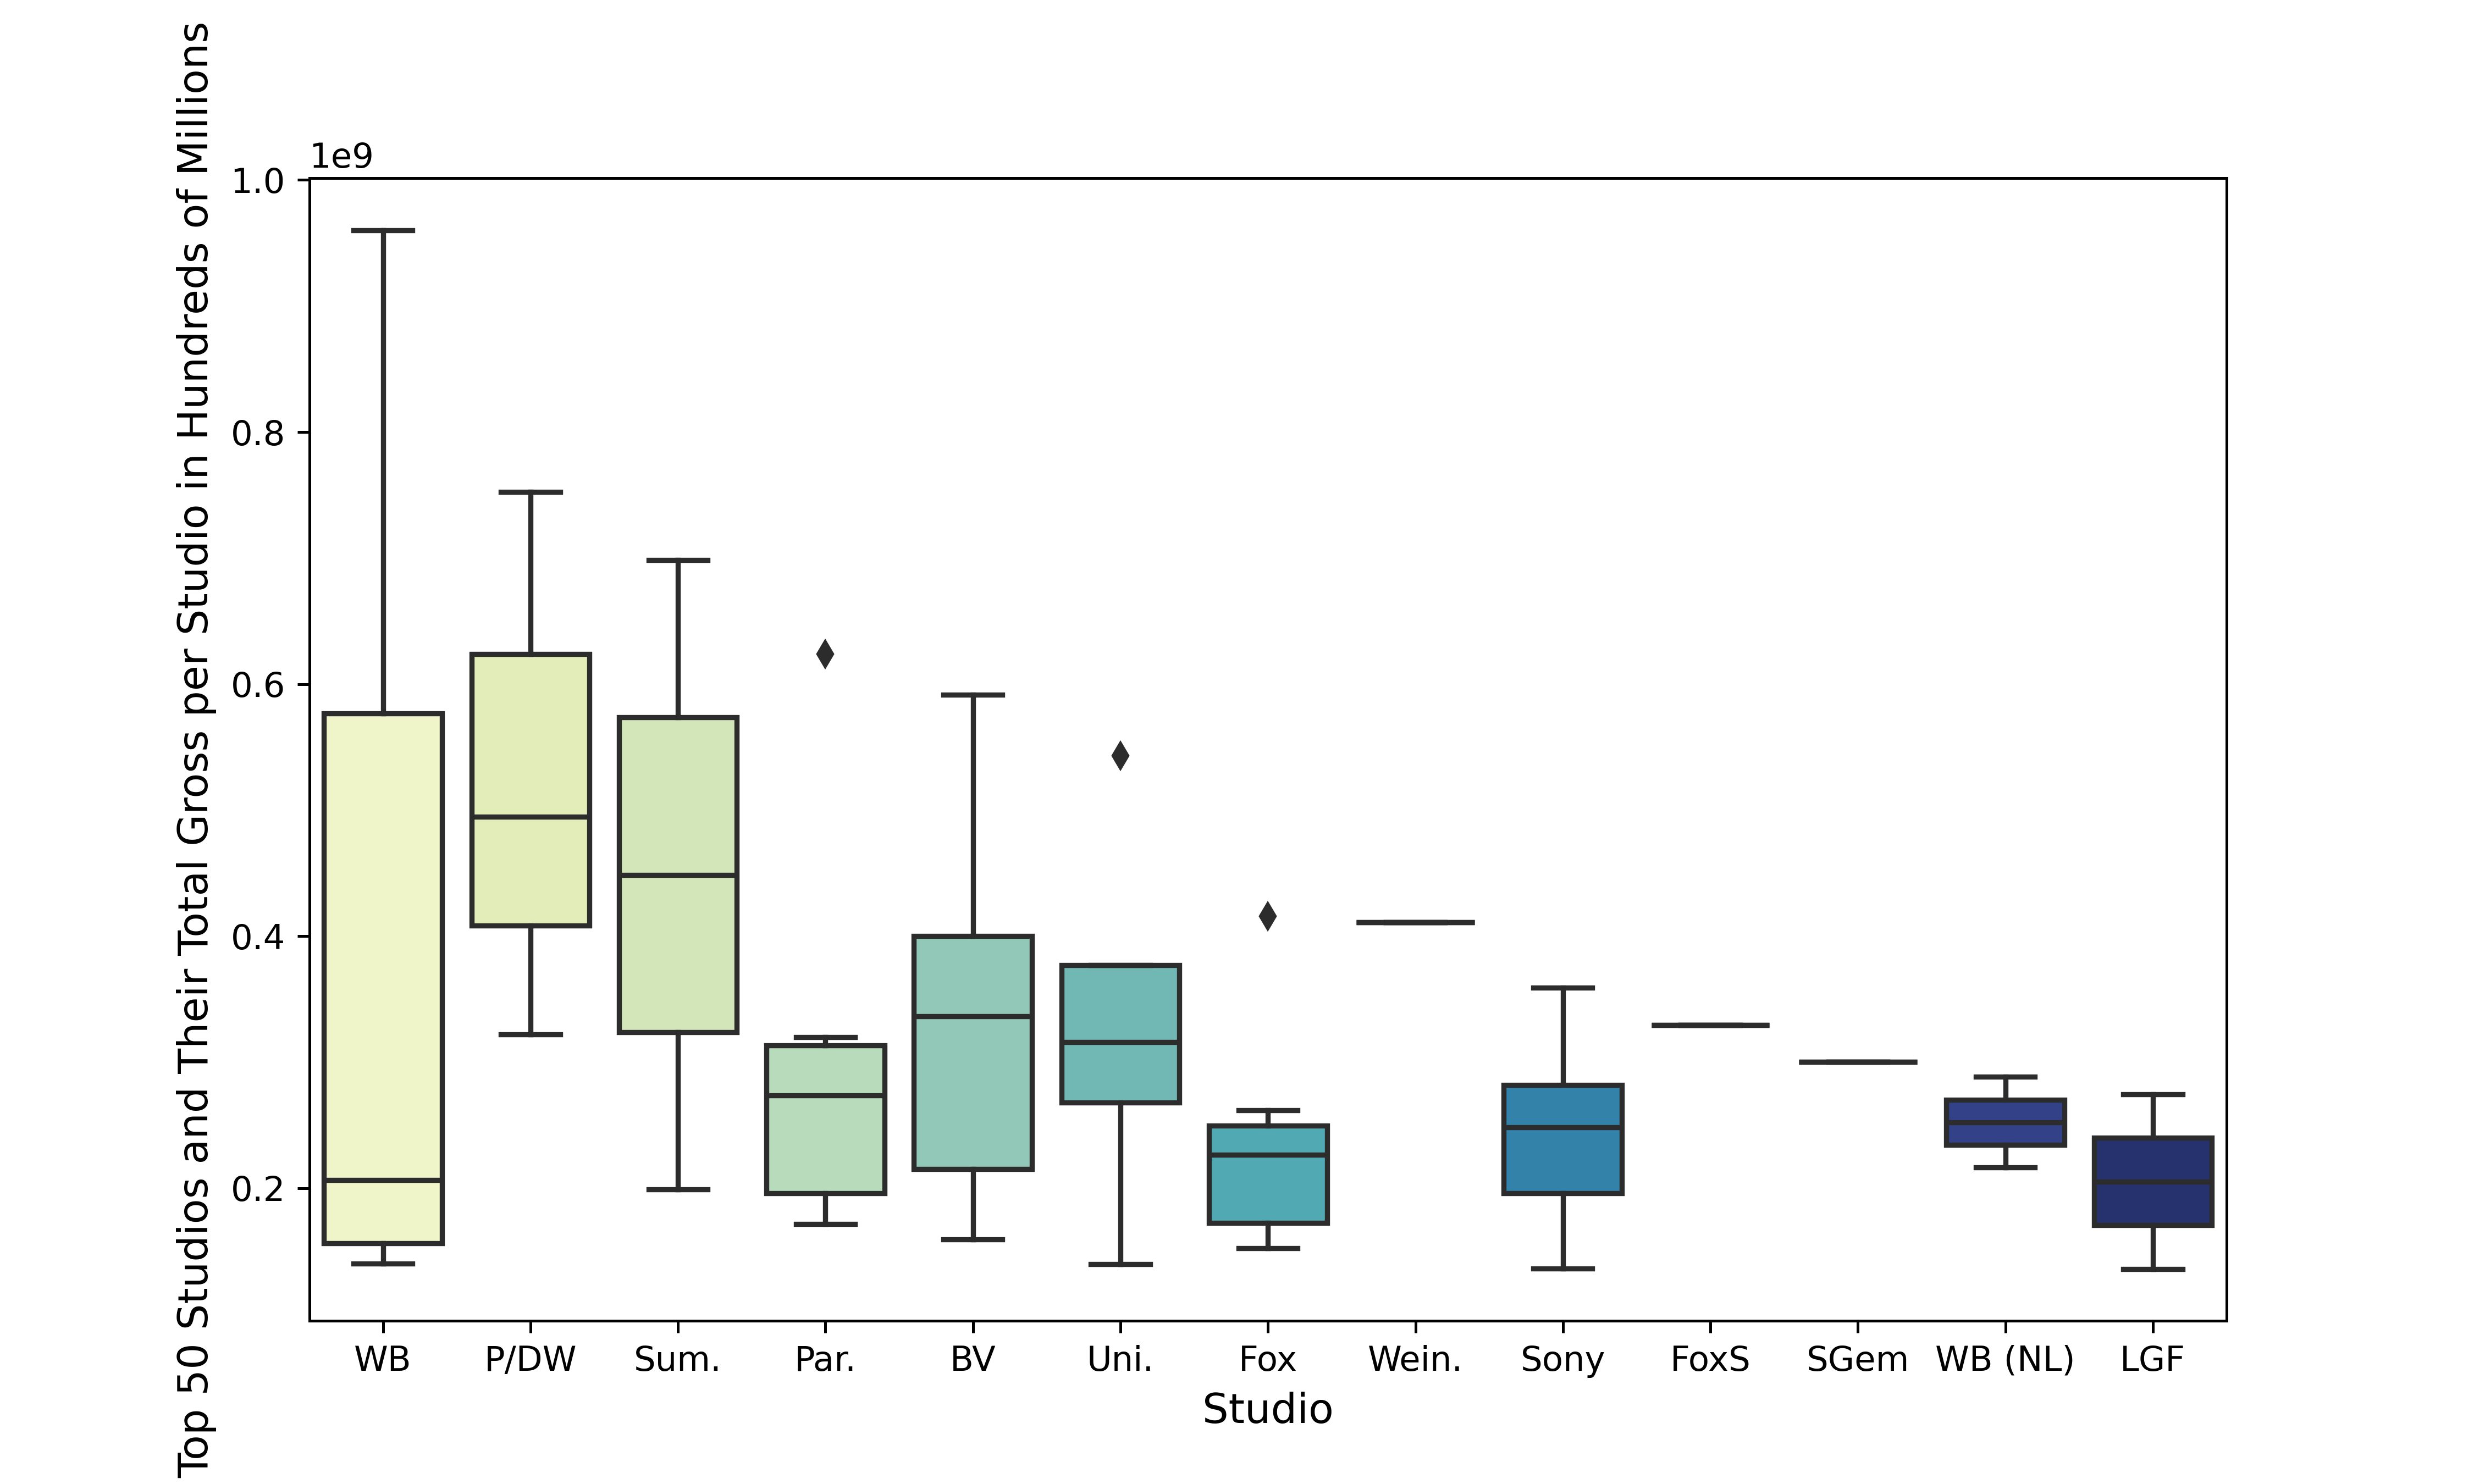 Top 50 Studios and Their Total Gross per Studio in Hundreds of Millions
1e9
1.0
0.8
0.6
0.4
0.2
WB P/DW Sum. Par. BV Uni. Fox Wein. Sony FoxS SGem WB (NL) LGF
Studio